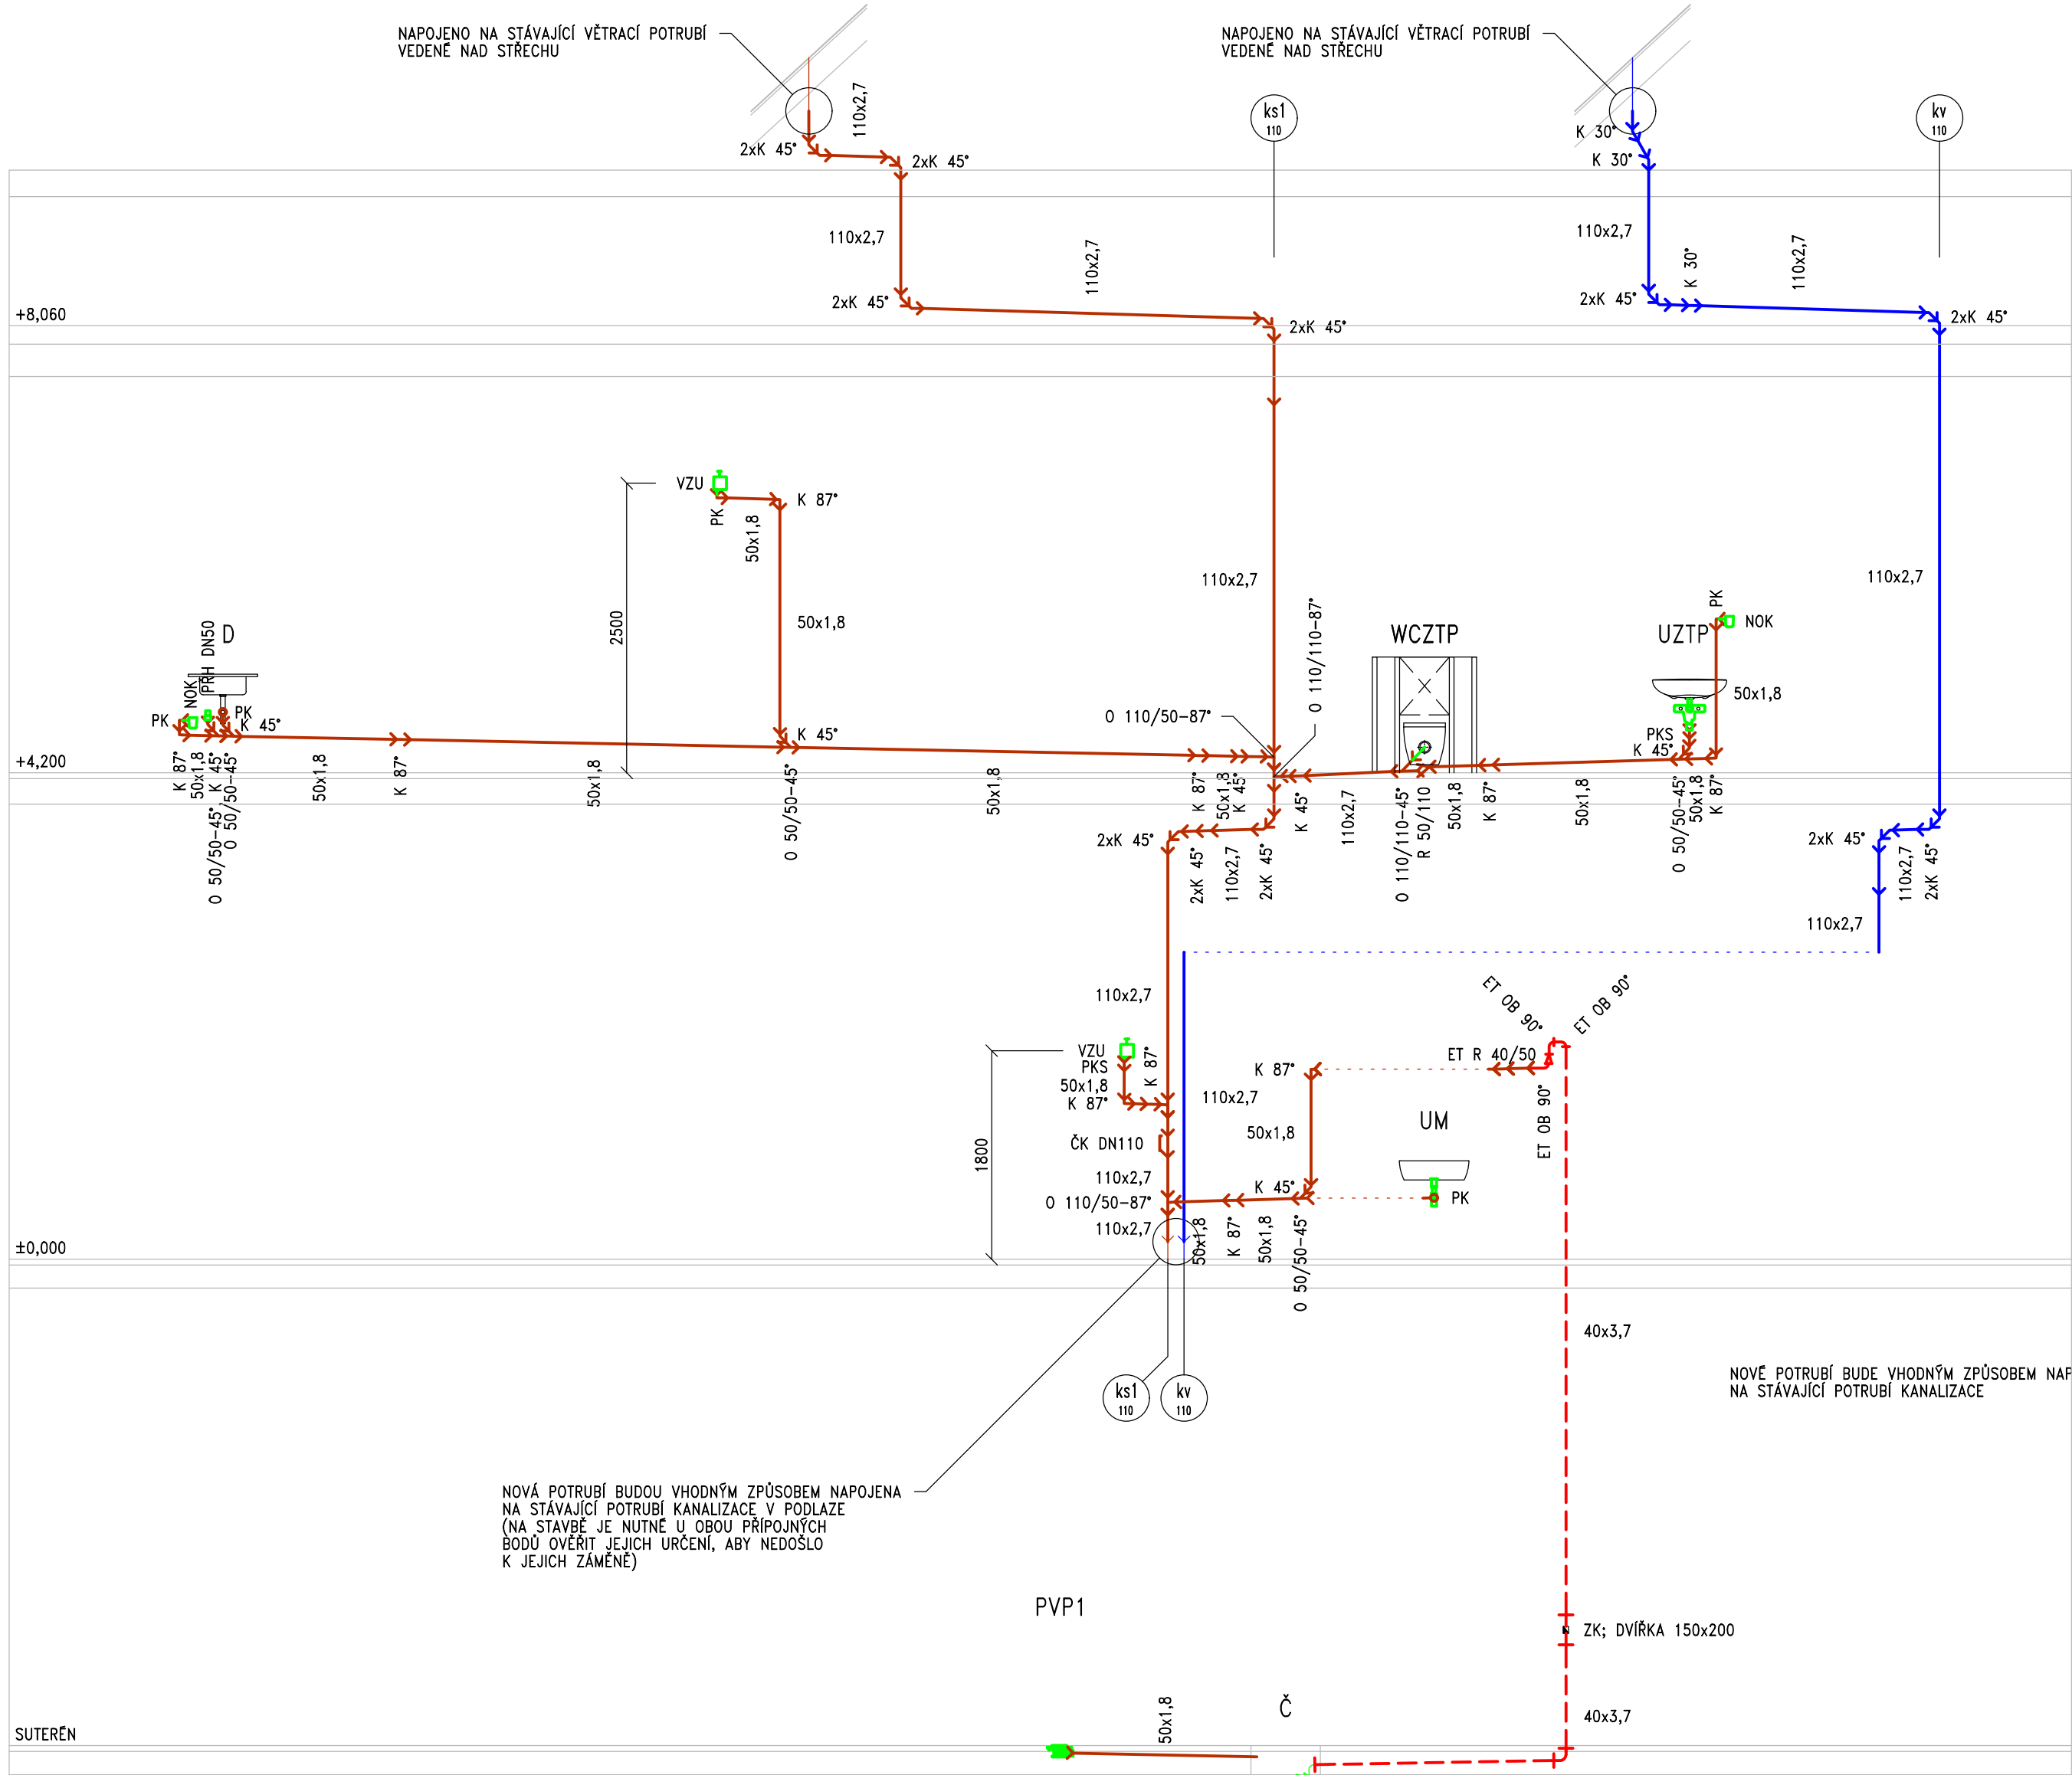 NAPOJENO NA STÁVAJÍCÍ VĚTRACÍ POTRUBÍ
VEDENÉ NAD STŘECHU
NAPOJENO NA STÁVAJÍCÍ VĚTRACÍ POTRUBÍ
VEDENÉ NAD STŘECHU
110x2,7
ks1
110
kv
110
2xK 45°
2xK 45°
K 30°
K 30°
110x2,7
110x2,7
110x2,7
K 30°
110x2,7
2xK 45°
2xK 45°
2xK 45°
2xK 45°
+8,060
VZU
K 87°
PK
50x1,8
2500
50x1,8
110x2,7
110x2,7
D
PŘH DN50
NOK
PK
PK
K 45°
K 45°
O 110/50-87°
O 110/110-87°
WCZTP
UZTP
PK
NOK
50x1,8
PKS
K 45°
+4,200
K 87°
50x1,8
K 45°
O 50/50-45°
O 50/50-45°
50x1,8
K 87°
50x1,8
O 50/50-45°
50x1,8
K 87°
50x1,8
K 45°
K 45°
110x2,7
O 110/110-45°
R 50/110
50x1,8
K 87°
50x1,8
O 50/50-45°
50x1,8
K 87°
2xK 45°
2xK 45°
110x2,7
2xK 45°
2xK 45°
110x2,7
2xK 45°
110x2,7
110x2,7
ET OB 90°
ET OB 90°
ET R 40/50
ET OB 90°
VZU
PKS
50x1,8
K 87°
K 87°
K 87°
110x2,7
50x1,8
UM
1800
ČK DN110
110x2,7
K 45°
PK
O 110/50-87°
110x2,7
50x1,8
K 87°
50x1,8
O 50/50-45°
±0,000
40x3,7
ks1
110
kv
110
NOVÉ POTRUBÍ BUDE VHODNÝM ZPŮSOBEM NAP
NA STÁVAJÍCÍ POTRUBÍ KANALIZACE
NOVÁ POTRUBÍ BUDOU VHODNÝM ZPŮSOBEM NAPOJENA
NA STÁVAJÍCÍ POTRUBÍ KANALIZACE V PODLAZE
(NA STAVBĚ JE NUTNÉ U OBOU PŘÍPOJNÝCH
BODŮ OVĚŘIT JEJICH URČENÍ, ABY NEDOŠLO
K JEJICH ZÁMĚNĚ)
PVP1
ZK; DVÍŘKA 150x200
Č
50x1,8
40x3,7
SUTERÉN